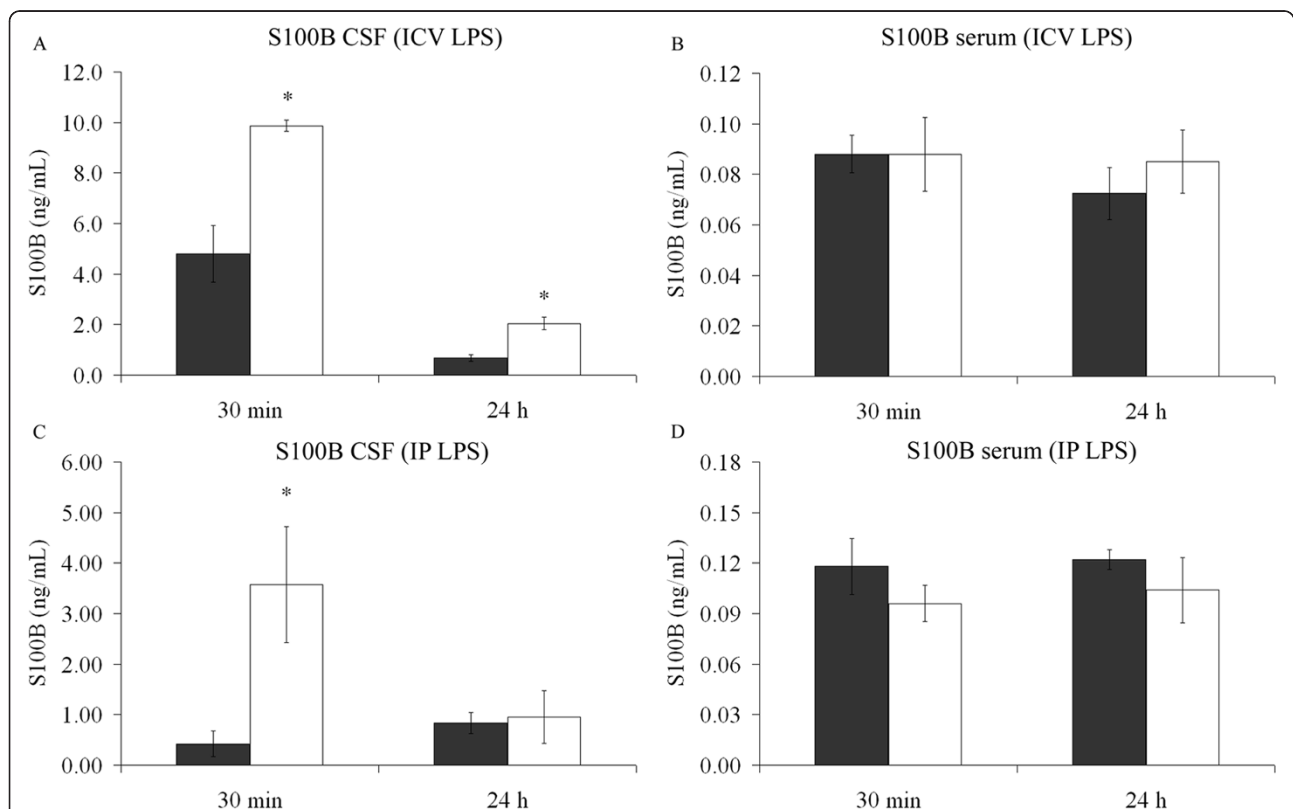 A
S100B CSF (ICV LPS)
S100B (ng/mL)
12.0
10.0
8.0
6.0
4.0
2.0
0.0
*
*
30 min
24 h
B
S100B serum (ICV LPS)
S100B (ng/mL)
0.12
0.10
0.08
0.06
0.04
0.02
0.00
30 min
24 h
C
S100B CSF (IP LPS)
S100B (ng/mL)
6.00
5.00
4.00
3.00
2.00
1.00
0.00
*
30 min
24 h
D
S100B serum (IP LPS)
S100B (ng/mL)
0.18
0.15
0.12
0.09
0.06
0.03
0.00
30 min
24 h